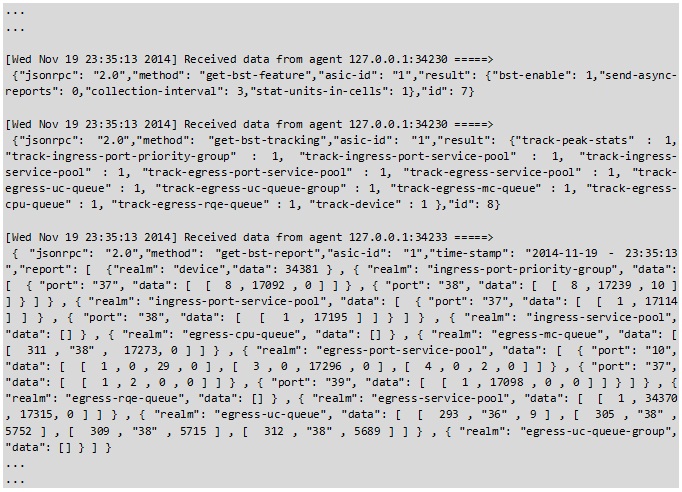 ...
...
[Wed Nov 19 23:35:13 2014] Received data from agent 127.0.0.1:34230 =====>
{"jsonrpc": "2.0","method": "get-bst-feature","asic-id": "1","result": {"bst-enable": 1,"send-async-
reports": 0,"collection-interval": 3,"stat-units-in-cells": 1},"id": 7}
[Wed Nov 19 23:35:13 2014] Received data from agent 127.0.0.1:34230 =====>
{"jsonrpc": "2.0","method": "get-bst-tracking","asic-id": "1","result": {"track-peak-stats" : 1,
"track-ingress-port-priority-group" : 1, "track-ingress-port-service-pool" : 1, "track-ingress-
service-pool" : 1, "track-egress-port-service-pool" : 1, "track-egress-service-pool" : 1, "track-
egress-uc-queue" : 1, "track-egress-uc-queue-group" : 1, "track-egress-mc-queue" : 1, "track-egress-
cpu-queue" : 1, "track-egress-rqe-queue" : 1, "track-device" : 1 },"id": 8}
[Wed Nov 19 23:35:13 2014] Received data from agent 127.0.0.1:34233 =====>
{ "jsonrpc": "2.0","method": "get-bst-report","asic-id": "1","time-stamp": "2014-11-19 - 23:35:13
","report": [ {"realm": "device","data": 34381 } , { "realm": "ingress-port-priority-group", "data":
[ { "port": "37", "data": [ [ 8 , 17092 , 0 ] ] } , { "port": "38", "data": [ [ 8 , 17239 , 10 ]
] } ] } , { "realm": "ingress-port-service-pool", "data": [ { "port": "37", "data": [ [ 1 , 17114
] ] } , { "port": "38", "data": [ [ 1 , 17195 ] ] } ] } , { "realm": "ingress-service-pool",
"data": [] } , { "realm": "egress-cpu-queue", "data": [] } , { "realm": "egress-mc-queue", "data": [
[ 311 , "38" , 17273, 0 ] ] } , { "realm": "egress-port-service-pool", "data": [ { "port": "10",
"data": [ [ 1 , 0 , 29 , 0 ] , [ 3 , 0 , 17296 , 0 ] , [ 4 , 0 , 2 , 0 ] ] } , { "port": "37",
"data": [ [ 1 , 2 , 0 , 0 ] ] } , { "port": "39", "data": [ [ 1 , 17098 , 0 , 0 ] ] } ] } , {
"realm": "egress-rqe-queue", "data": [] } , { "realm": "egress-service-pool", "data": [ [ 1 , 34370
, 17315, 0 ] ] } , { "realm": "egress-uc-queue", "data": [ [ 293 , "36" , 9 ] , [ 305 , "38" ,
5752 ] , [ 309 , "38" , 5715 ] , [ 312 , "38" , 5689 ] ] } , { "realm": "egress-uc-queue-group",
"data": [] } ] }
...
...